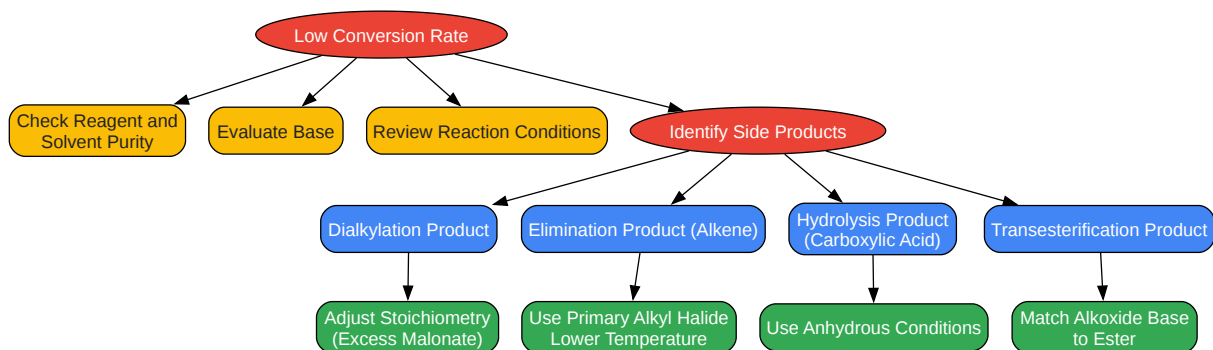 Low Conversion Rate
Check Reagent and
Solvent Purity
Evaluate Base
Review Reaction Conditions
Identify Side Products
Dialkylation Product
Elimination Product (Alkene)
Hydrolysis Product
(Carboxylic Acid)
Transesterification Product
Adjust Stoichiometry
(Excess Malonate)
Use Primary Alkyl Halide
Lower Temperature
Use Anhydrous Conditions
Match Alkoxide Base
to Ester